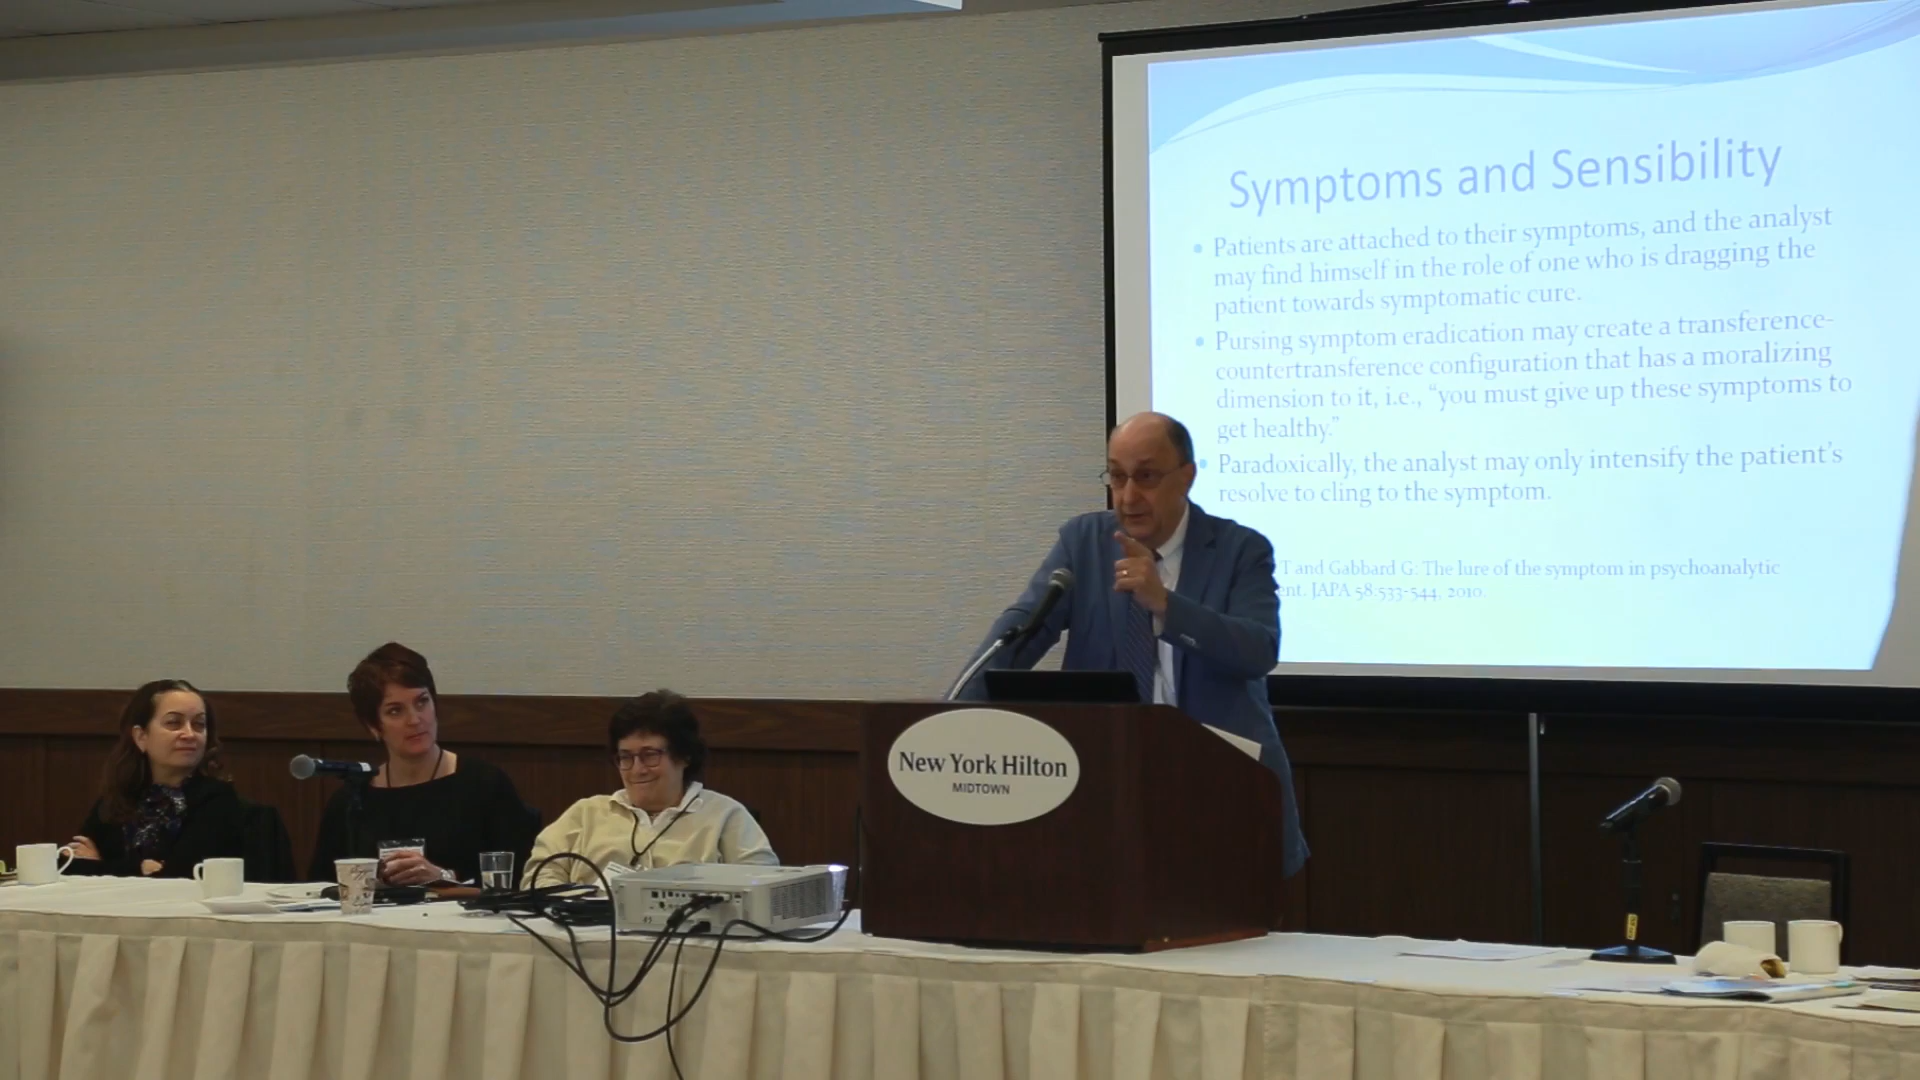 Symptoms and Sensibility
• Patients are attached to their symptoms, and the analyst
may find himself in the role of one who is dragging the
patient towards symptomatic cure.
• Pursing symptom eradication may create a transference-
countertransference configuration that has a moralizing
dimension to it, i.e., “you must give up these symptoms to
get healthy.”
• Paradoxically, the analyst may only intensify the patient’s
resolve to cling to the symptom.
T and Gabbard G: The lure of the symptom in psychoanalytic
ent. JAPA 58:533-544, 2010.
New York Hilton
MIDTOWN